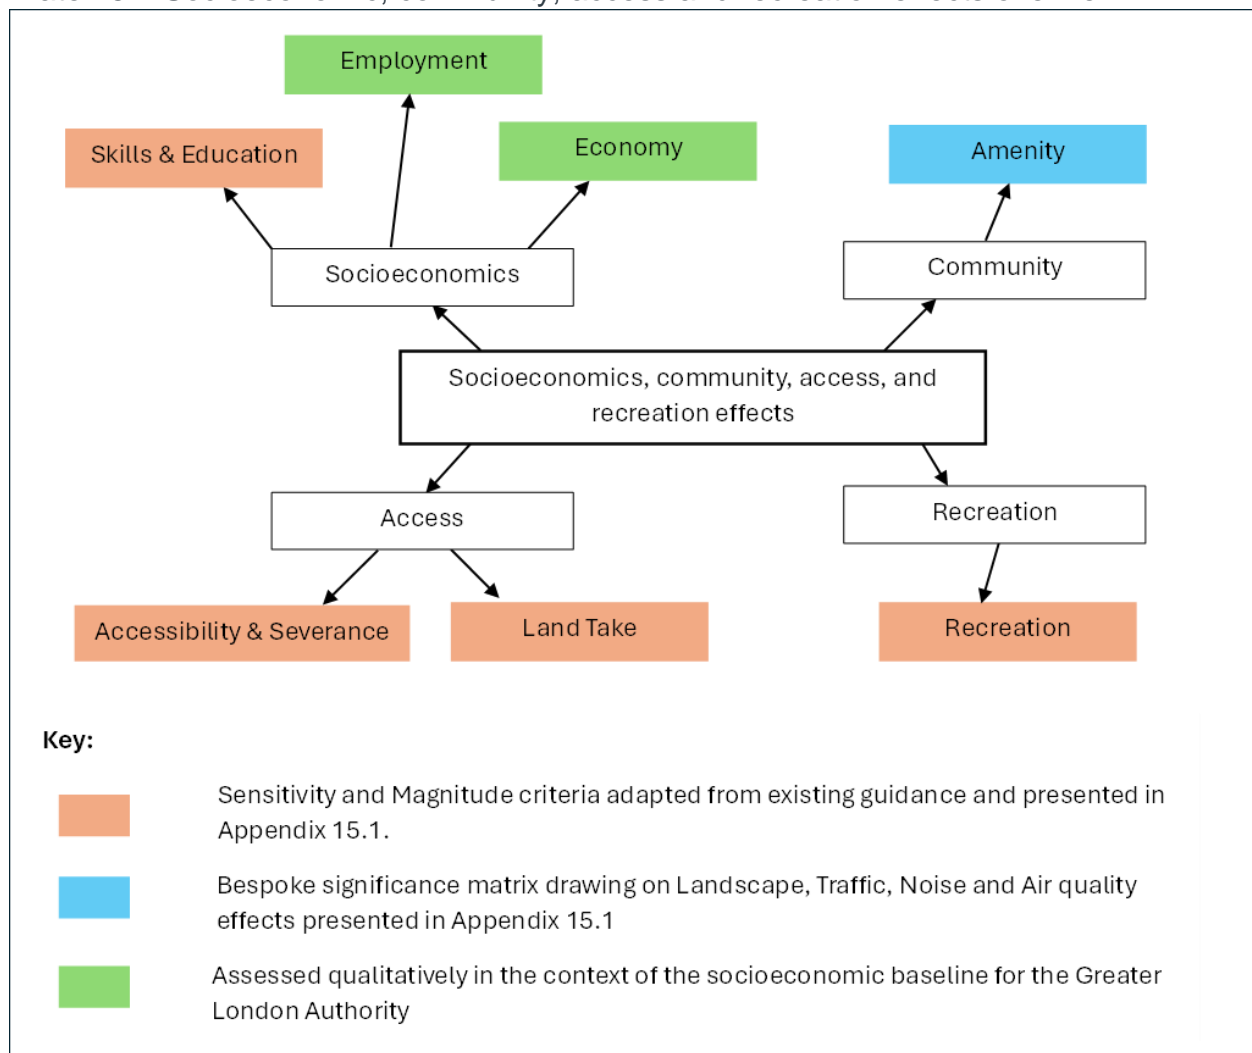 Employment
Skills & Education
Economy
Amenity
Socioeconomics
Community
Socioeconomics, community, access, and
recreation effects
Access
Recreation
Accessibility & Severance
Land Take
Recreation
Key:
Sensitivity and Magnitude criteria adapted from existing guidance and presented in
Appendix 15.1.
Bespoke significance matrix drawing on Landscape, Traffic, Noise and Air quality
effects presented in Appendix 15.1
Assessed qualitatively in the context of the socioeconomic baseline for the Greater
London Authority